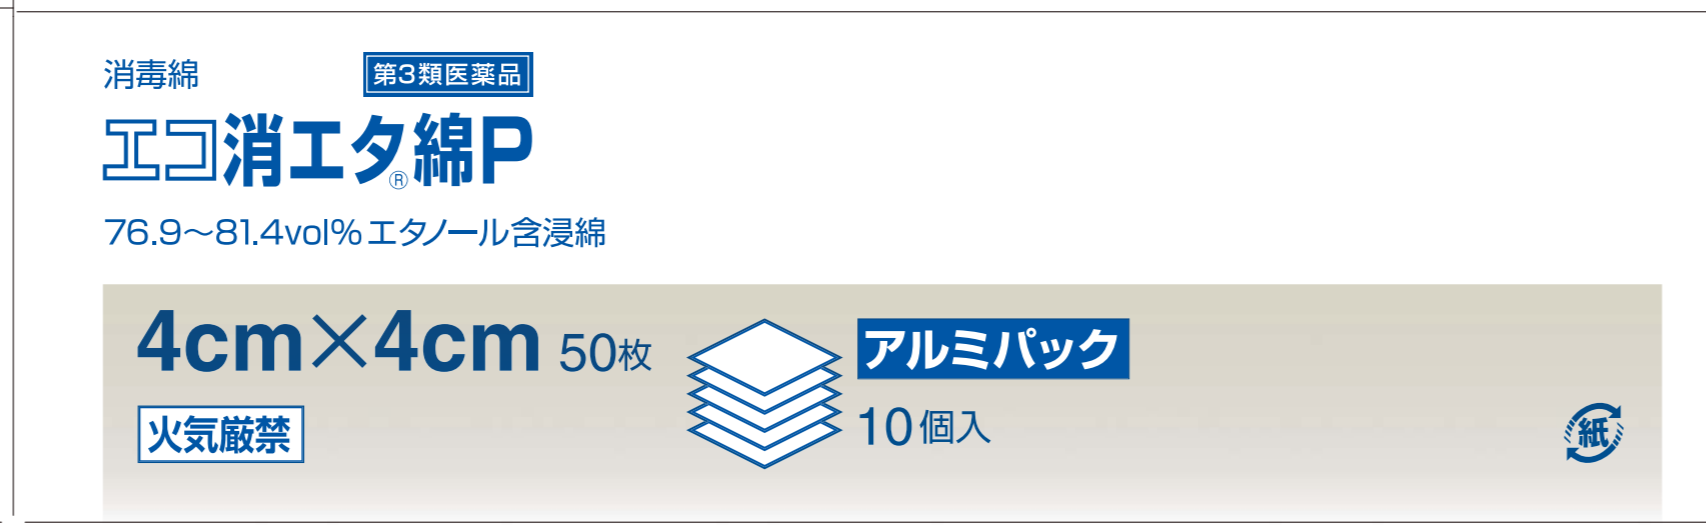 消毒綿
第3類医薬品
エコ消エタ®綿P
76.9〜81.4vol%エタノール含浸綿
4cm×4cm 50枚
アルミパック
火気厳禁
10個入
紙